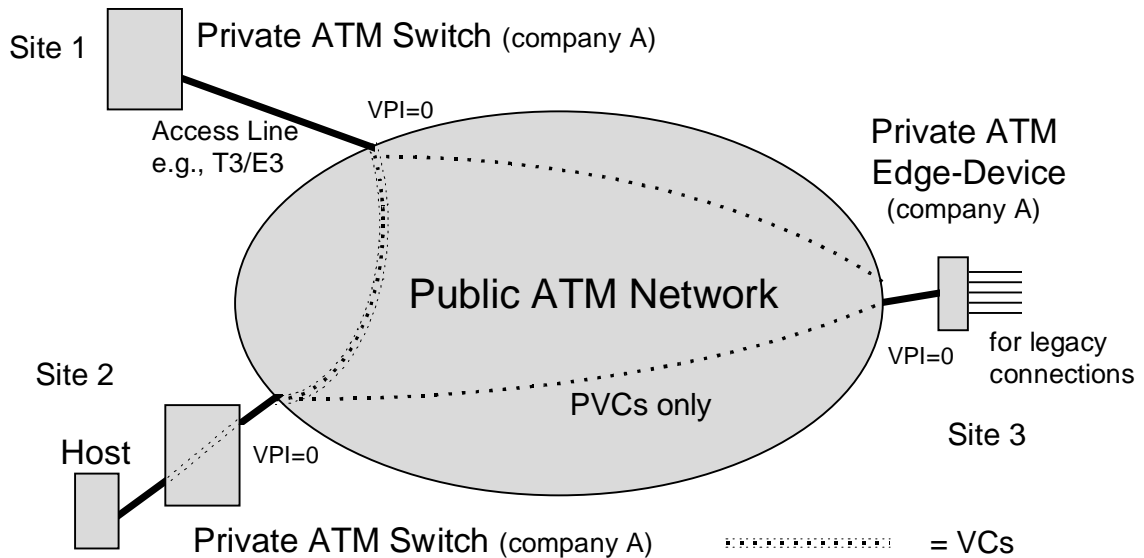 Site 1
Private ATM Switch (company A)
VPI=0
Access Line
e.g., T3/E3
Private ATM
Edge-Device
(company A)
Public ATM Network
VPI=0
for legacy
connections
Site 2
PVCs only
Site 3
Host
VPI=0
Private ATM Switch (company A)
= VCs